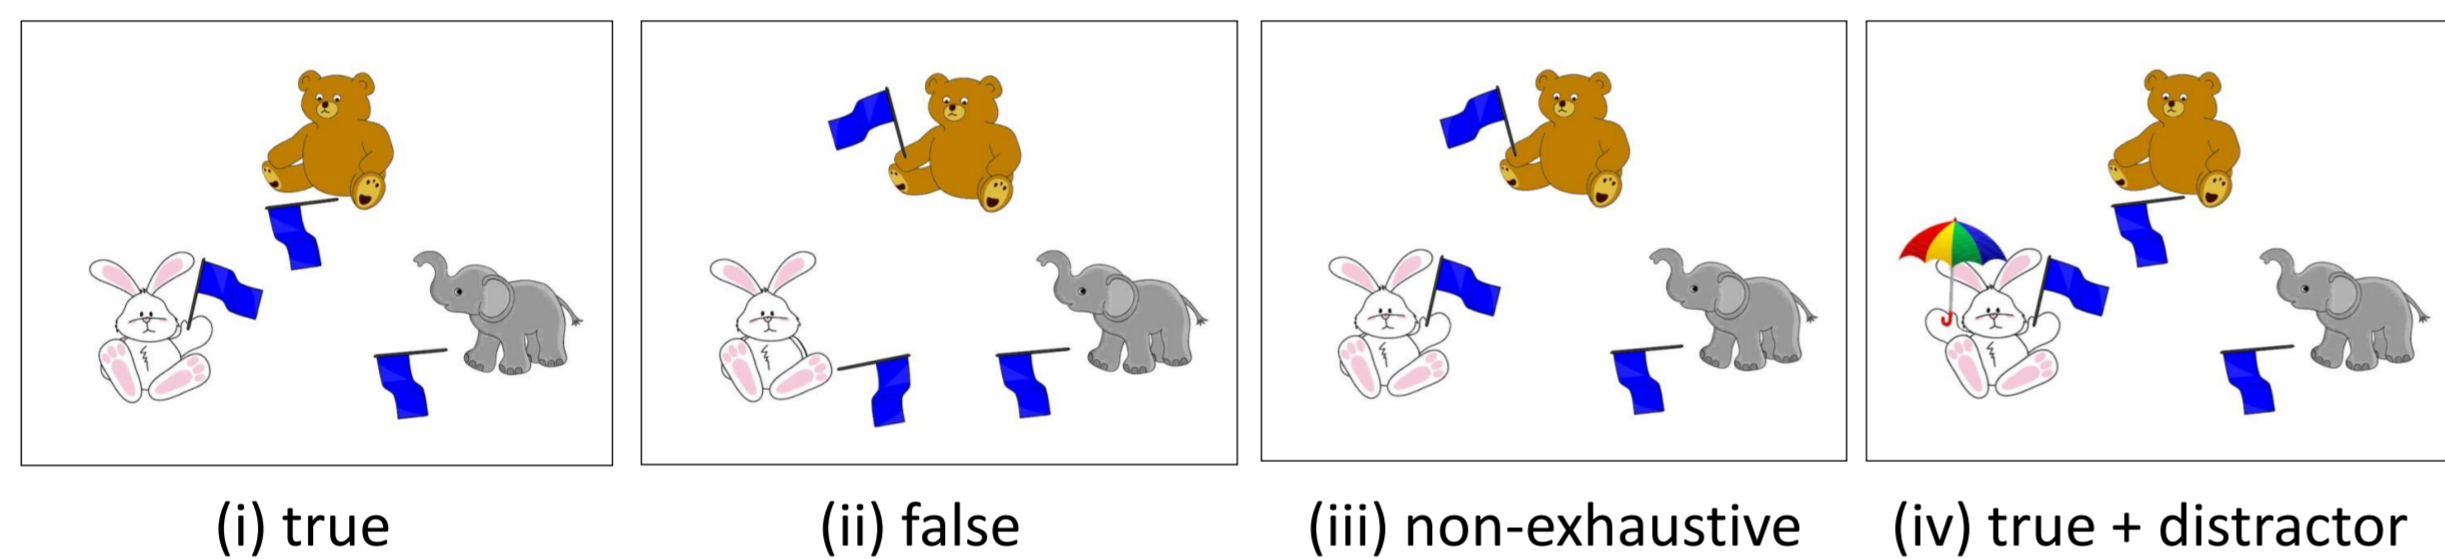 (i) true
(ii) false
(iii) non-exhaustive
(iv) true + distractor